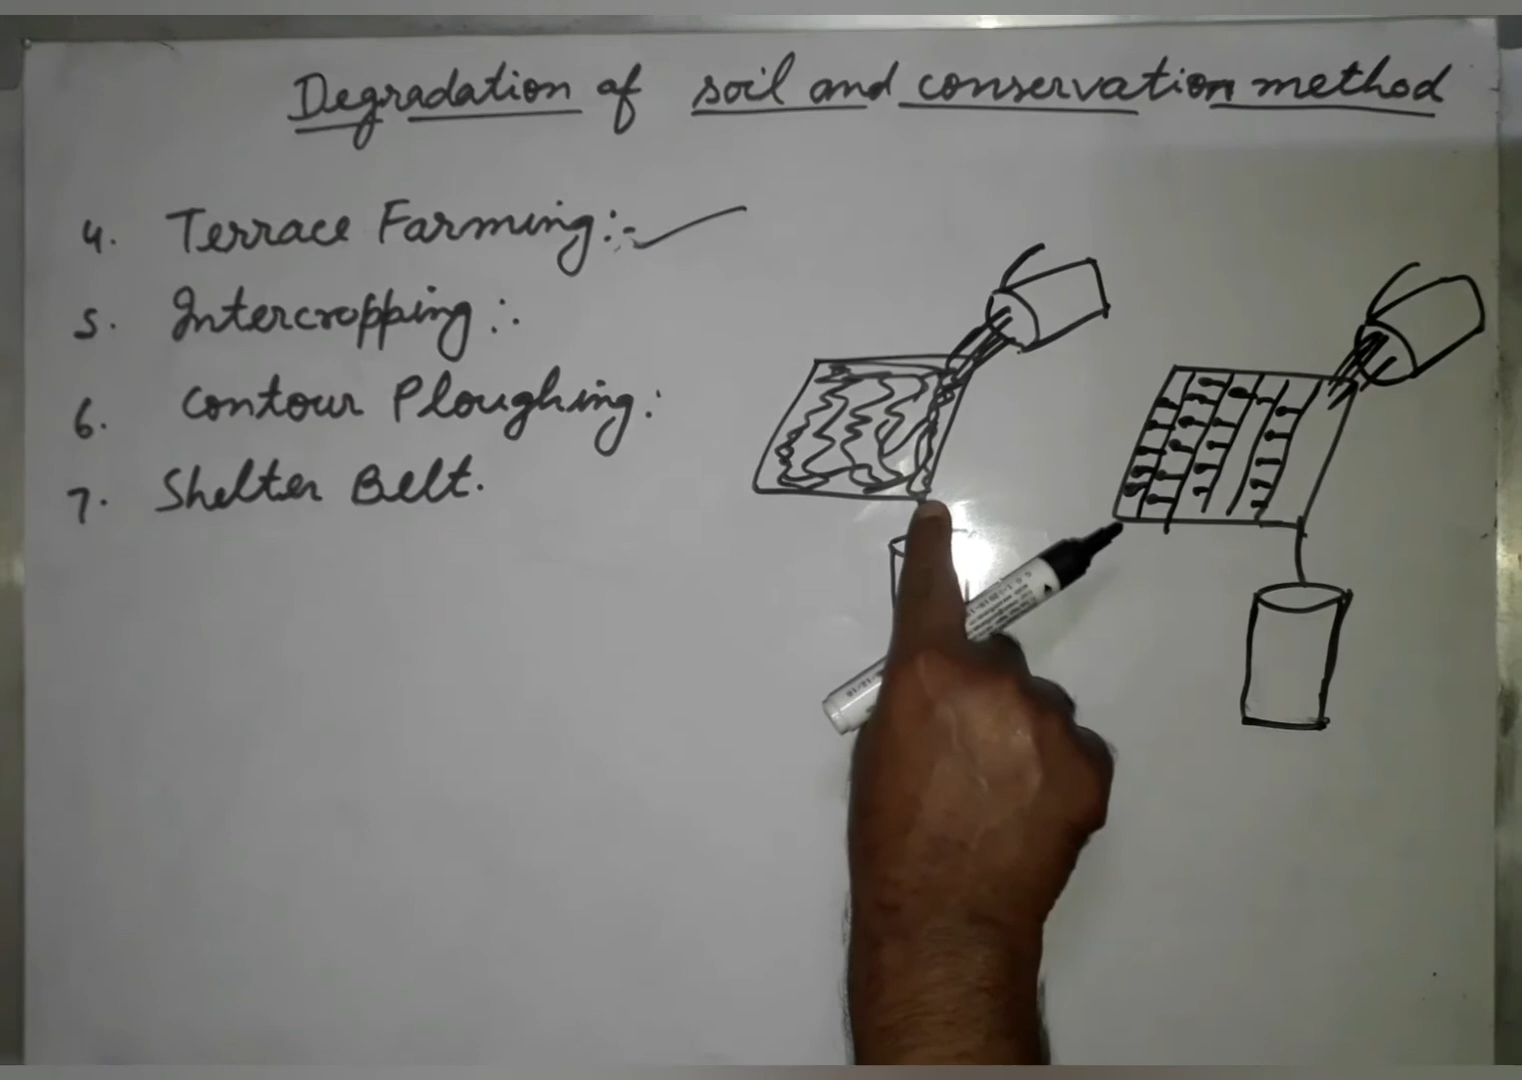 Degradation of soil and conservation method
4. Terrace Farming:-
5. Intercropping :.
6. Contour Ploughing:
7. Shelter Belt.